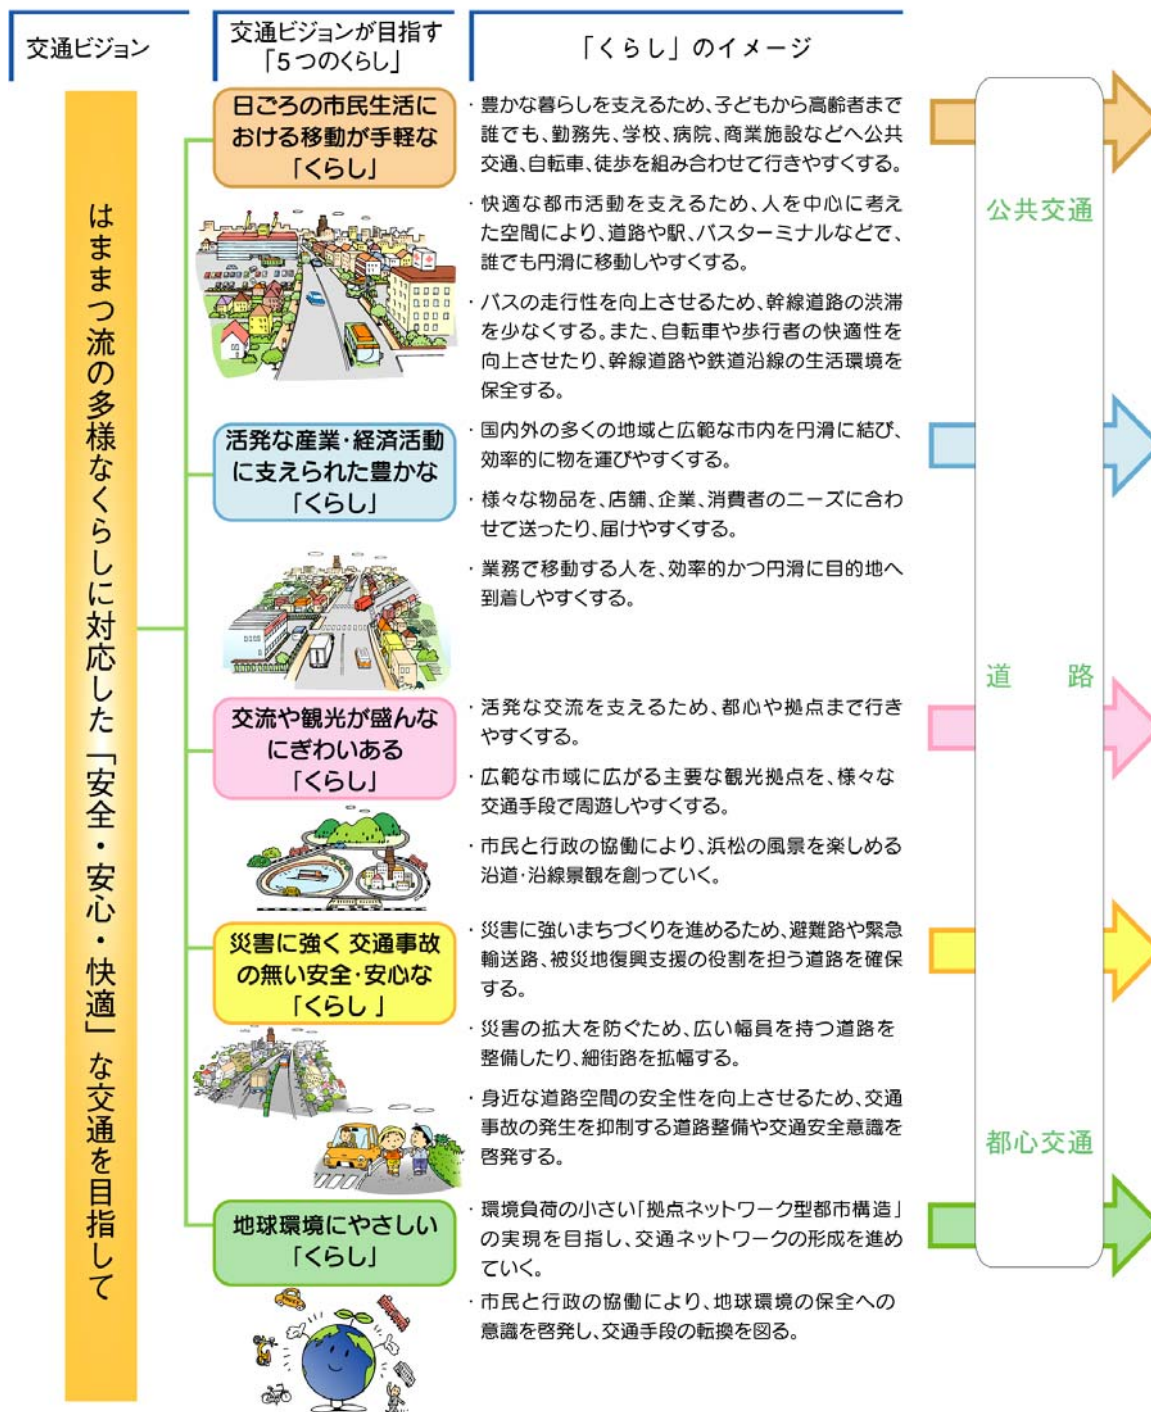 交通ビジョン
交通ビジョンが目指す
「5つのくらし」
「くらし」のイメージ
はままつ流の多様なくらしに対応した「安全・安心・快適」な交通を目指して
日ごろの市民生活に
おける移動が手軽な
「くらし」
・豊かな暮らしを支えるため、子どもから高齢者まで
誰でも、勤務先、学校、病院、商業施設などへ公共
交通、自転車、徒歩を組み合わせて行きやすくする。
・快適な都市活動を支えるため、人を中心に考え
た空間により、道路や駅、バスターミナルなどで、
誰でも円滑に移動しやすくする。
・バスの走行性を向上させるため、幹線道路の渋滞
を少なくする。また、自転車や歩行者の快適性を
向上させたり、幹線道路や鉄道沿線の生活環境を
保全する。
活発な産業・経済活動
に支えられた豊かな
「くらし」
・国内外の多くの地域と広範な市内を円滑に結び、
効率的に物を運びやすくする。
・様々な物品を、店舗、企業、消費者のニーズに合わ
せて送ったり、届けやすくする。
・業務で移動する人を、効率的かつ円滑に目的地へ
到着しやすくする。
交流や観光が盛んな
にぎわいある
「くらし」
・活発な交流を支えるため、都心や拠点まで行き
やすくする。
・広範な市域に広がる主要な観光拠点を、様々な
交通手段で周遊しやすくする。
・市民と行政の協働により、浜松の風景を楽しめる
沿道・沿線景観を創っていく。
災害に強く 交通事故
の無い安全・安心な
「くらし 」
・災害に強いまちづくりを進めるため、避難路や緊急
輸送路、被災地復興支援の役割を担う道路を確保
する。
・災害の拡大を防ぐため、広い幅員を持つ道路を
整備したり、細街路を拡幅する。
・身近な道路空間の安全性を向上させるため、交通
事故の発生を抑制する道路整備や交通安全意識を
啓発する。
地球環境にやさしい
「くらし」
・環境負荷の小さい「拠点ネットワーク型都市構造」
の実現を目指し、交通ネットワークの形成を進め
ていく。
・市民と行政の協働により、地球環境の保全への
意識を啓発し、交通手段の転換を図る。
公共交通
道　路
都心交通